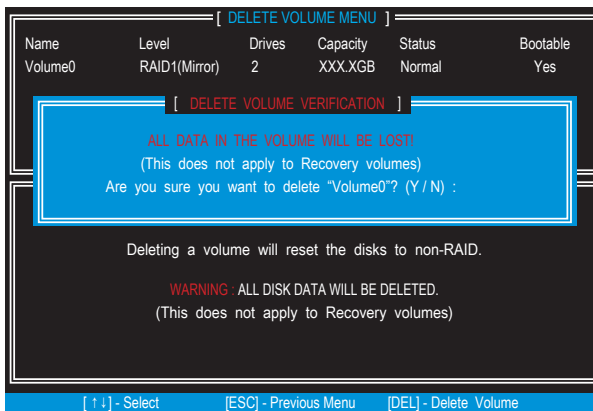 [ DELETE VOLUME MENU ]
Name Level Drives Capacity Status Bootable
Volume0 RAID1(Mirror) 2 XXX.XGB Normal Yes
[ DELETE VOLUME VERIFICATION ]
ALL DATA IN THE VOLUME WILL BE LOST!
(This does not apply to Recovery volumes)
Are you sure you want to delete “Volume0”? (Y / N) :
Deleting a volume will reset the disks to non-RAID.
WARNING : ALL DISK DATA WILL BE DELETED.
(This does not apply to Recovery volumes)
[ ↑↓] - Select [ESC] - Previous Menu [DEL] - Delete Volume